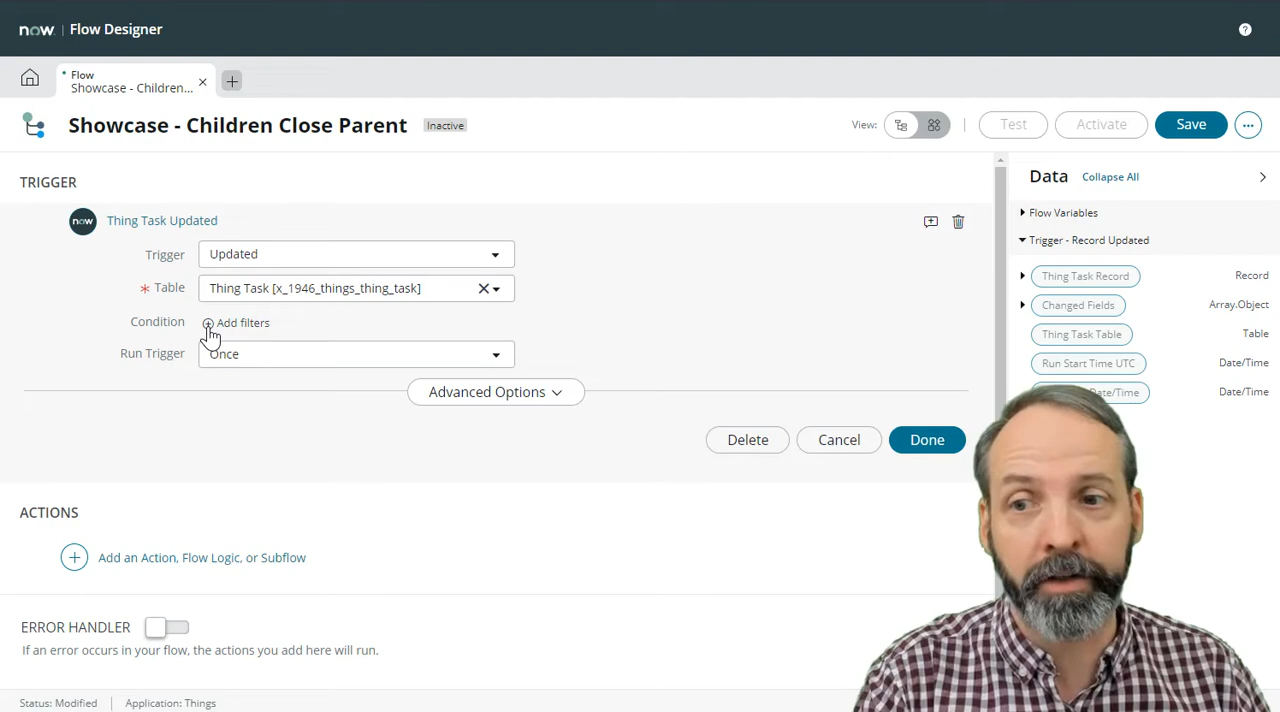 now. Flow Designer
Flow
Showcase - Children...
Showcase - Children Close Parent Inactive
View: Test Activate Save
TRIGGER
now Thing Task Updated
Trigger Updated
* Table Thing Task [x_1946_things_thing_task]
Condition Add filters
Run Trigger Once
Advanced Options
Delete Cancel Done
ACTIONS
Add an Action, Flow Logic, or Subflow
ERROR HANDLER
If an error occurs in your flow, the actions you add here will run.
Status: Modified Application: Things
Data Collapse All
Flow Variables
Trigger - Record Updated
Thing Task Record Record
Changed Fields Array.Object
Thing Task Table Table
Run Start Time UTC Date/Time
Date/Time Date/Time